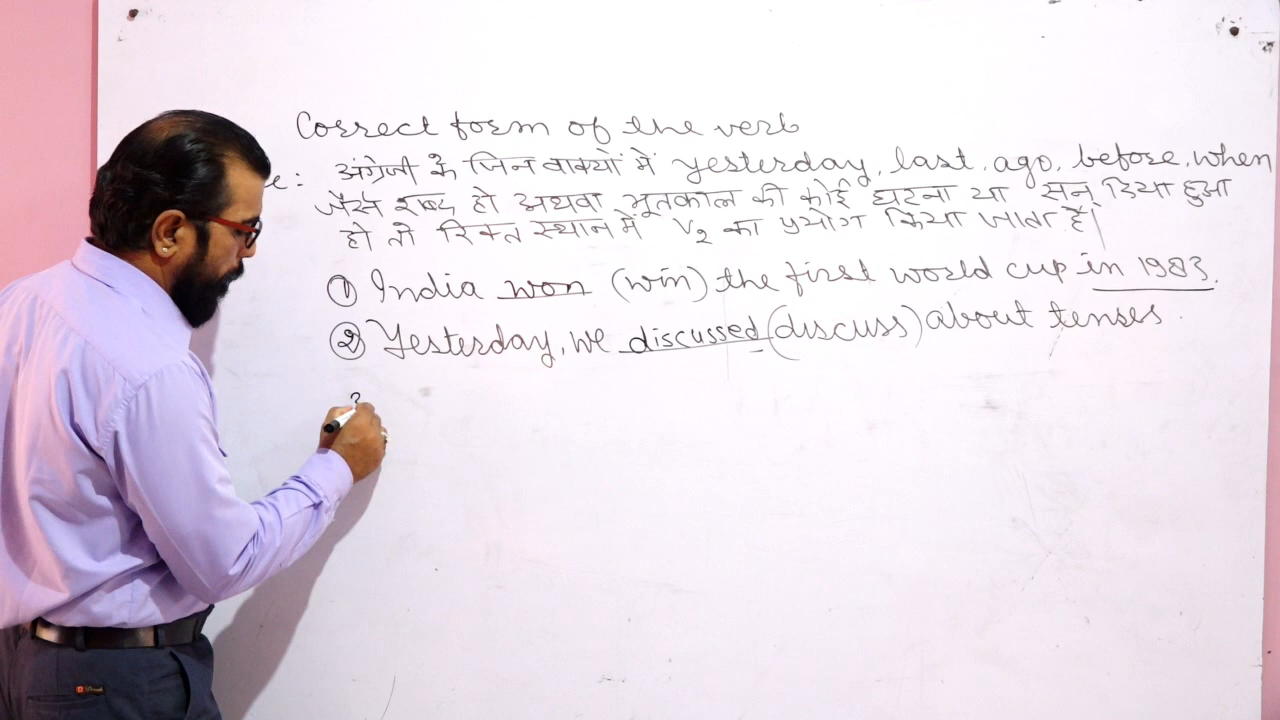 Correct form of the verb
e: अंग्रेजी के जिन वाक्यों में yesterday, last, ago, before, when
जैसे शब्द हो अथवा भूतकाल की कोई घटना या सन् दिया हुआ
हो तो रिक्त स्थान में V2 का प्रयोग किया जाता है|
① India won (win) the first world cup in 1983.
② Yesterday, we discussed (discuss) about tenses.